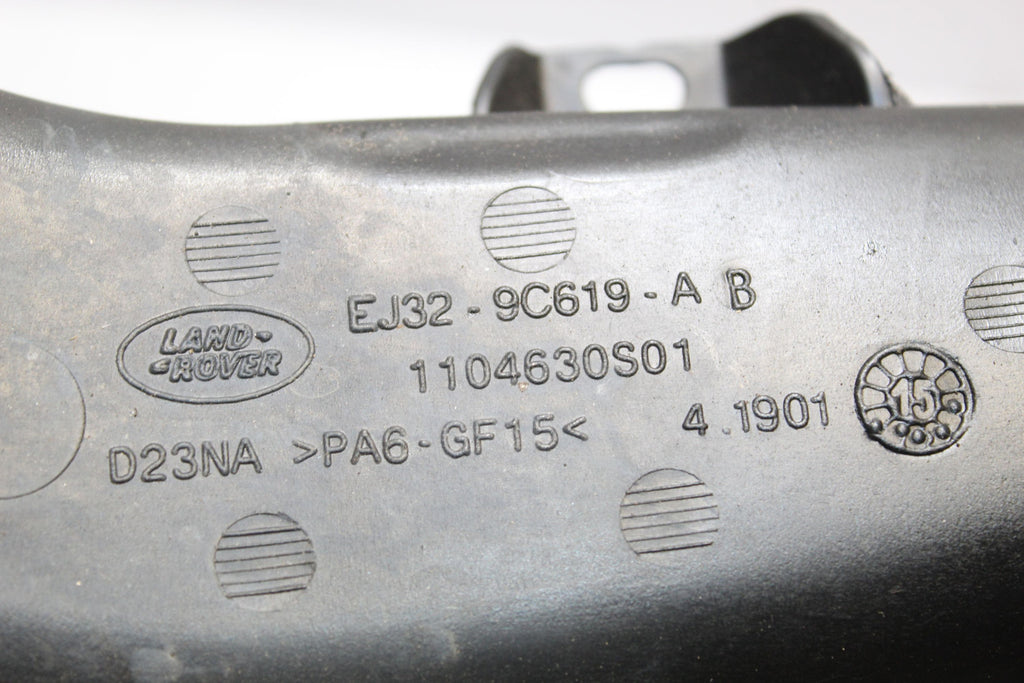 EJ32-9C619-A B
LAND-
-ROVER
1104630S01
D23NA >PA6-GF15<
4.1901
15